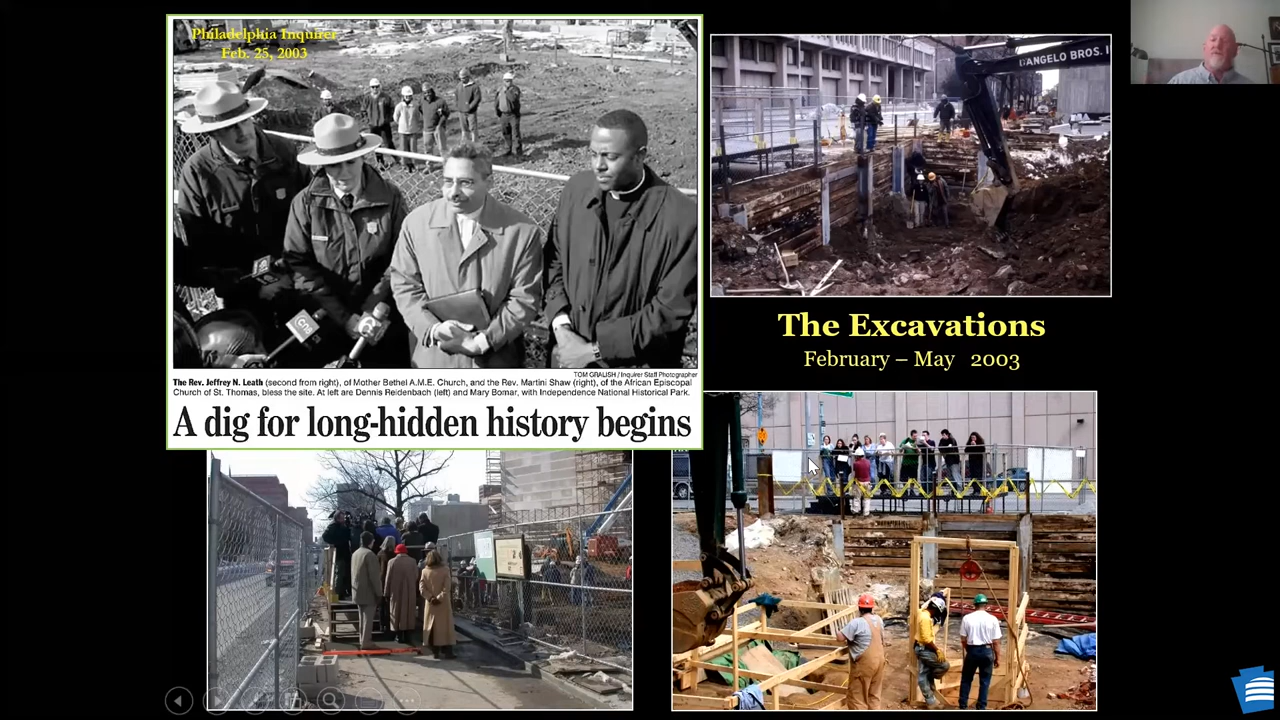 Philadelphia Inquirer
Feb. 25, 2003
TOM GRALISH / Inquirer Staff Photographer
The Rev. Jeffrey N. Leath (second from right), of Mother Bethel A.M.E. Church, and the Rev. Martini Shaw (right), of the African Episcopal
Church of St. Thomas, bless the site. At left are Dennis Reidenbach (left) and Mary Bomar, with Independence National Historical Park.
A dig for long-hidden history begins
D'ANGELO BROS. I
The Excavations
February – May 2003